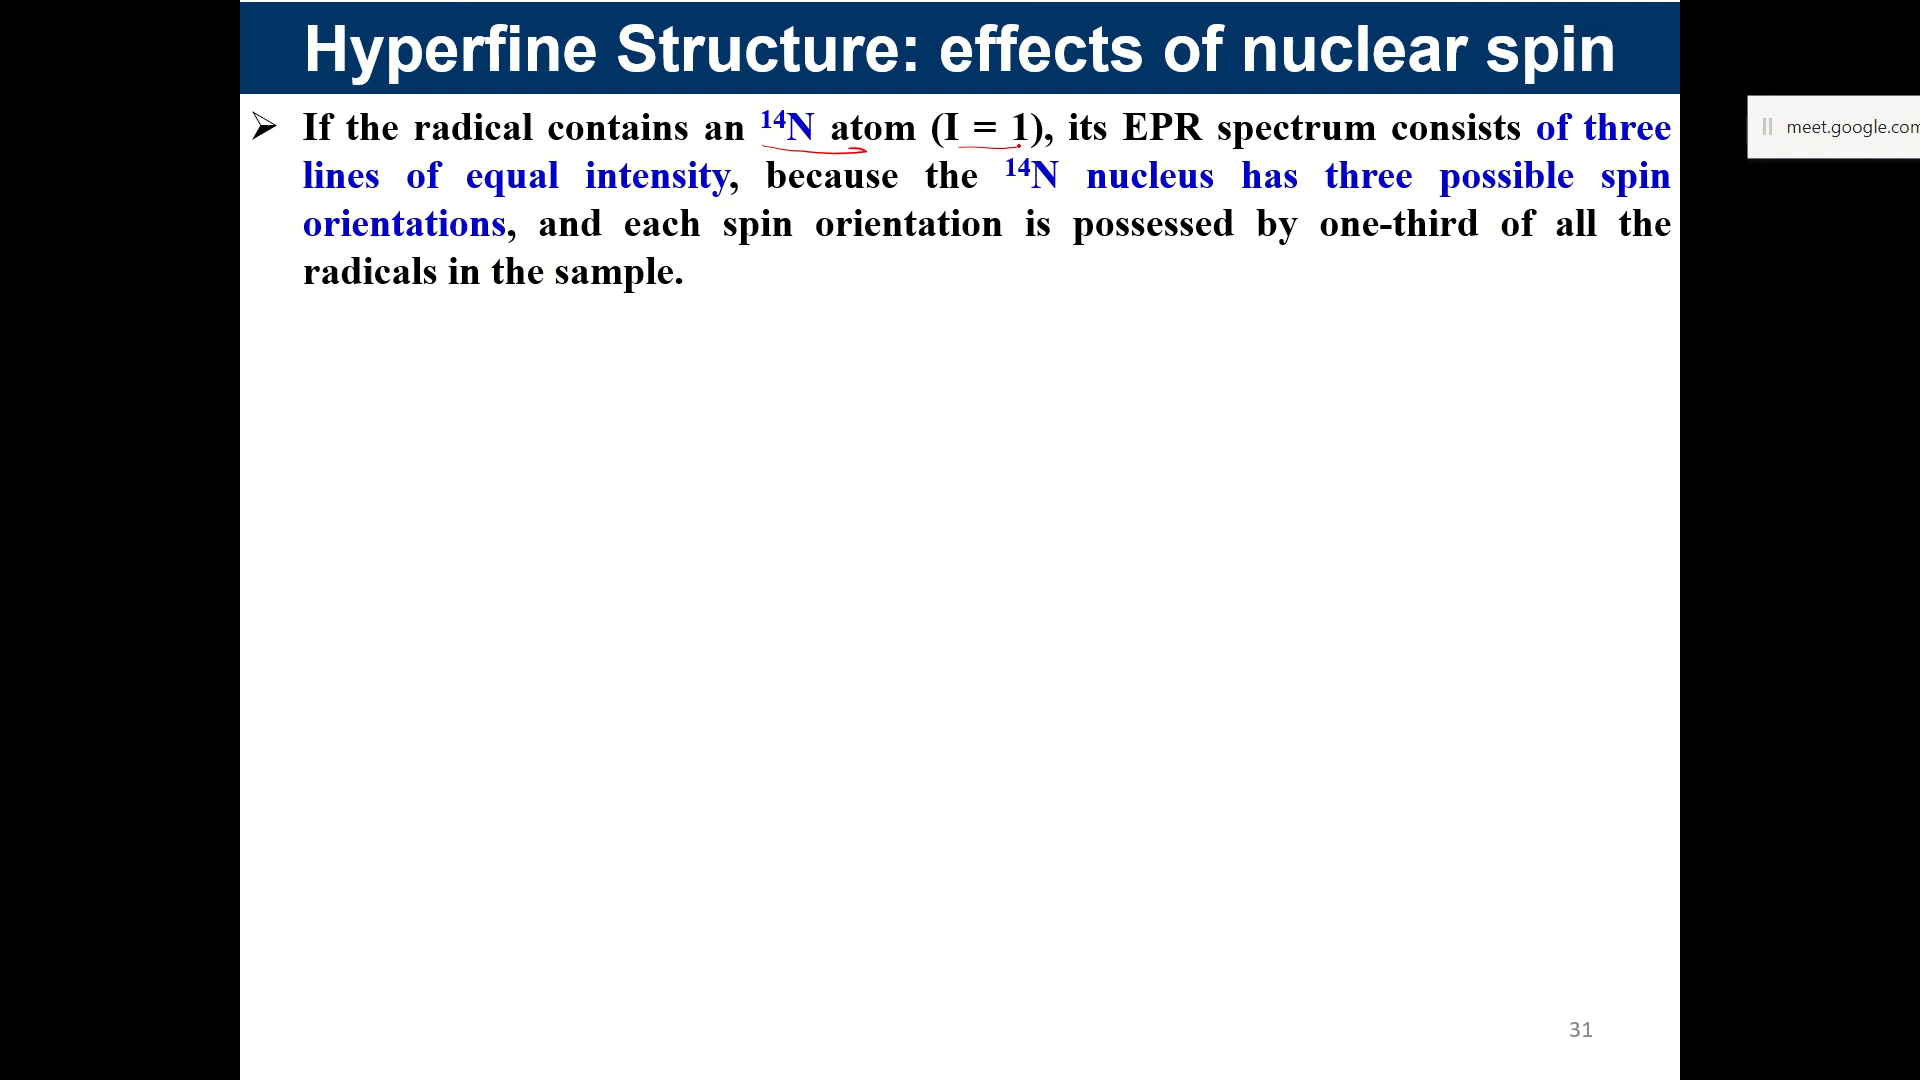 Hyperfine Structure: effects of nuclear spin
➢ If the radical contains an ¹⁴N atom (I = 1), its EPR spectrum consists of three
lines of equal intensity, because the ¹⁴N nucleus has three possible spin
orientations, and each spin orientation is possessed by one-third of all the
radicals in the sample.
meet.google.com
31